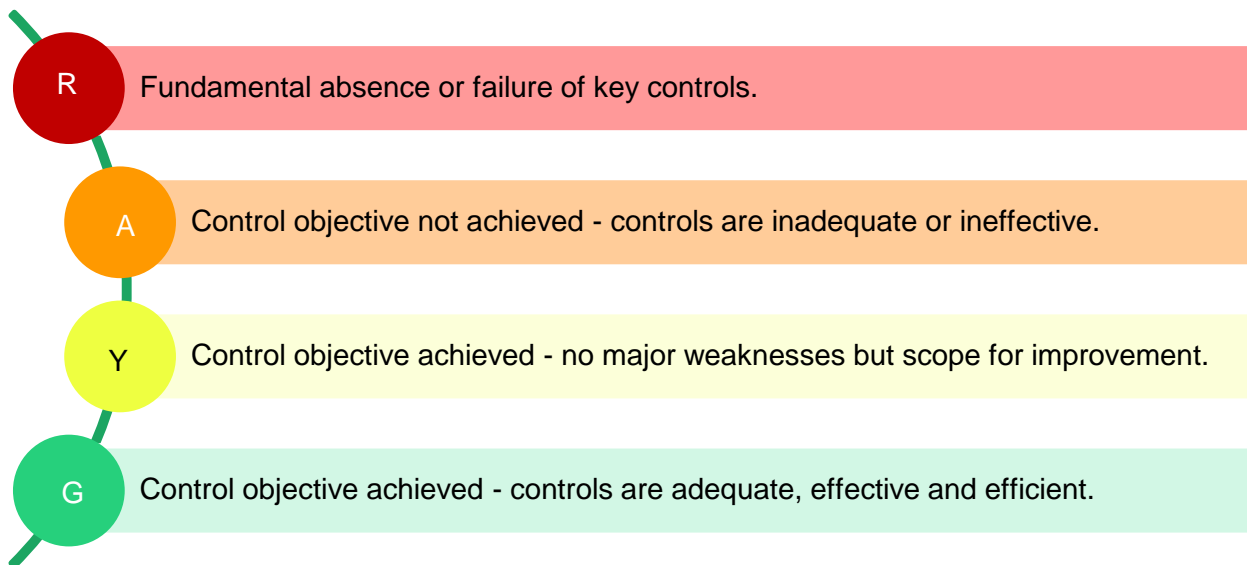 R
Fundamental absence or failure of key controls.
A
Control objective not achieved - controls are inadequate or ineffective.
Y
Control objective achieved - no major weaknesses but scope for improvement.
G
Control objective achieved - controls are adequate, effective and efficient.